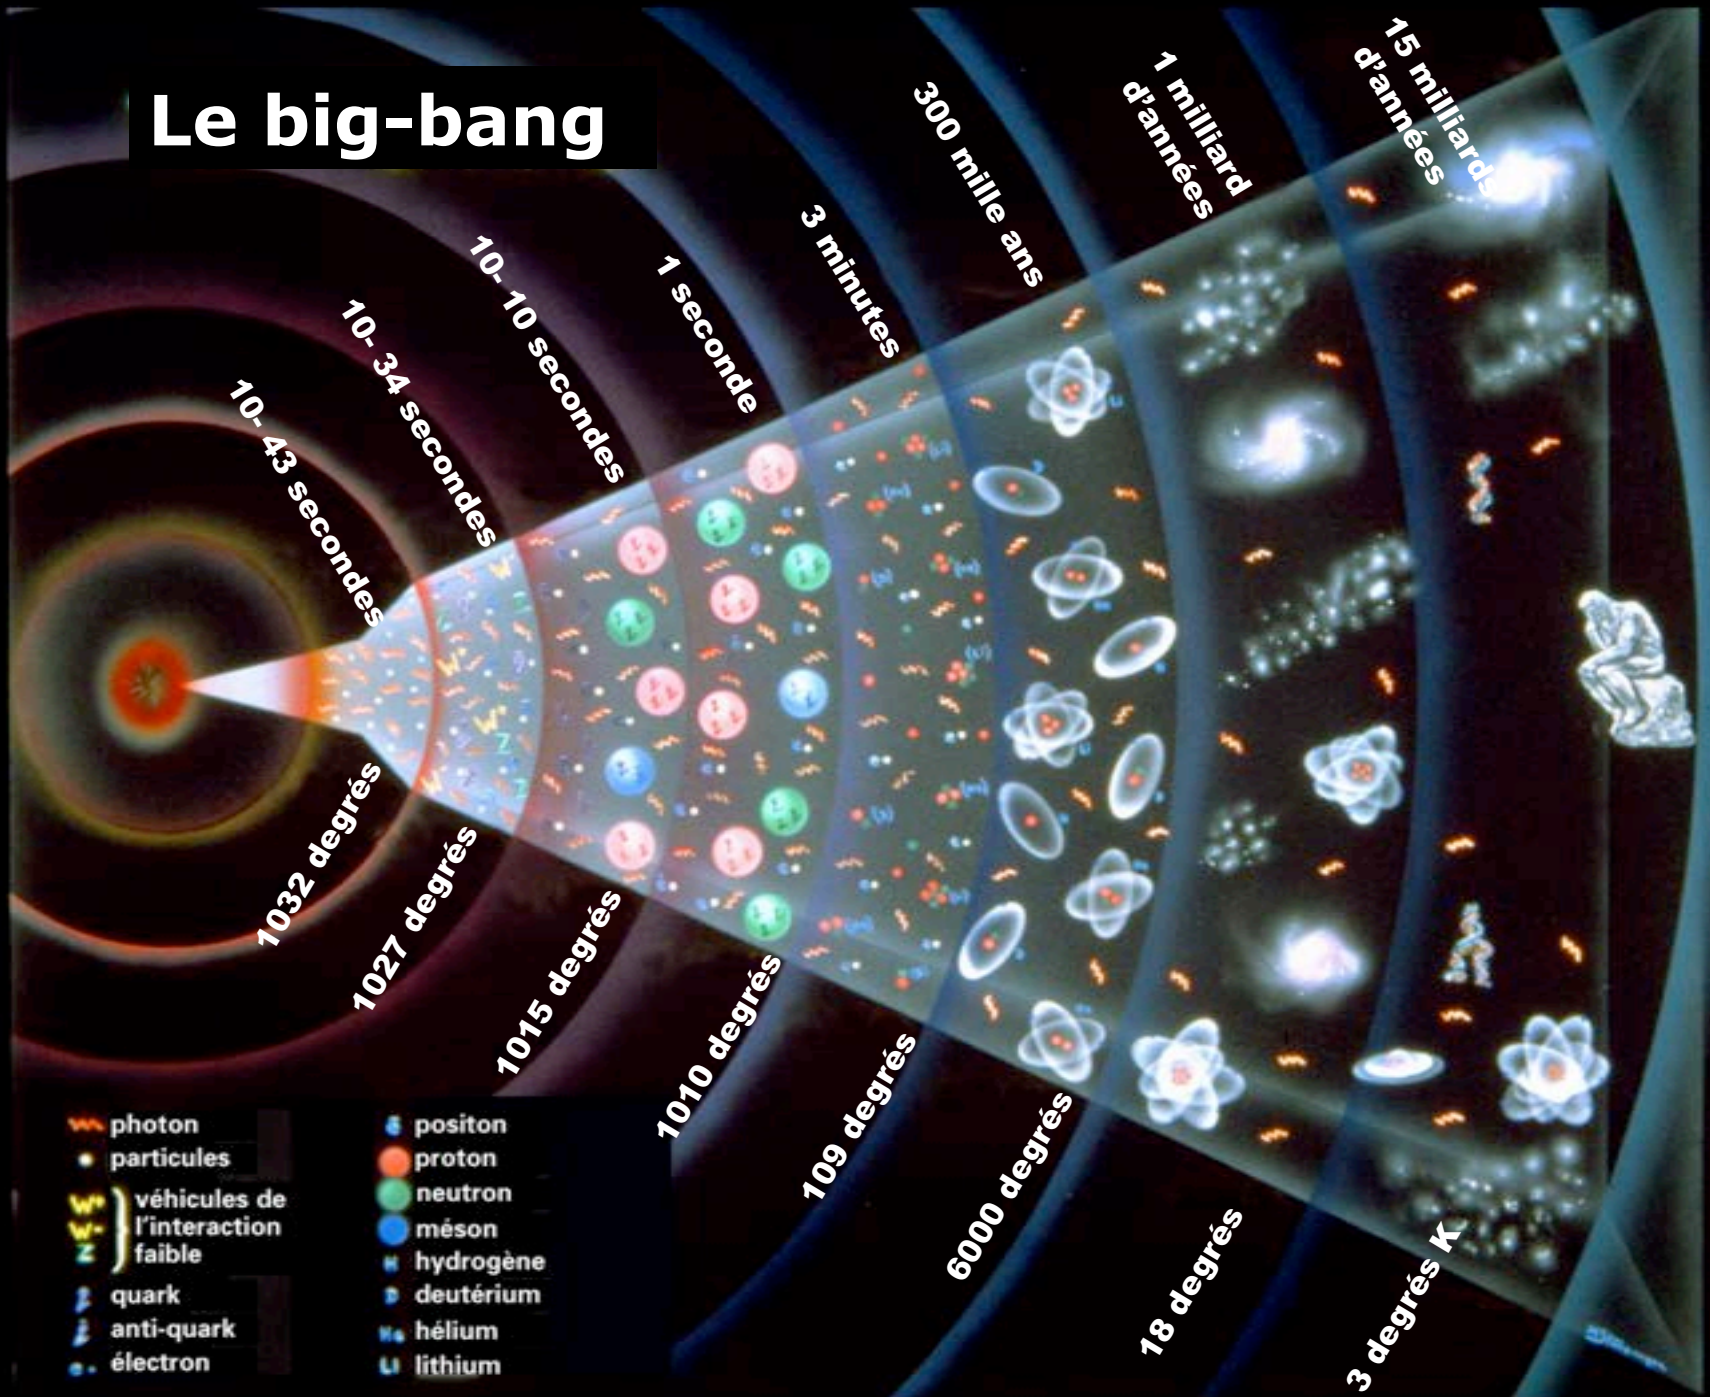 Le big-bang
10-43 secondes
10-34 secondes
10-10 secondes
1 seconde
3 minutes
300 mille ans
1 milliard
d'années
15 milliards
d'années
1032 degrés
1027 degrés
1015 degrés
1010 degrés
109 degrés
6000 degrés
18 degrés
3 degrés K
photon
particules
W+
W-
Z
véhicules de
l'interaction
faible
quark
anti-quark
e- électron
positon
proton
neutron
méson
H hydrogène
D deutérium
He hélium
Li lithium